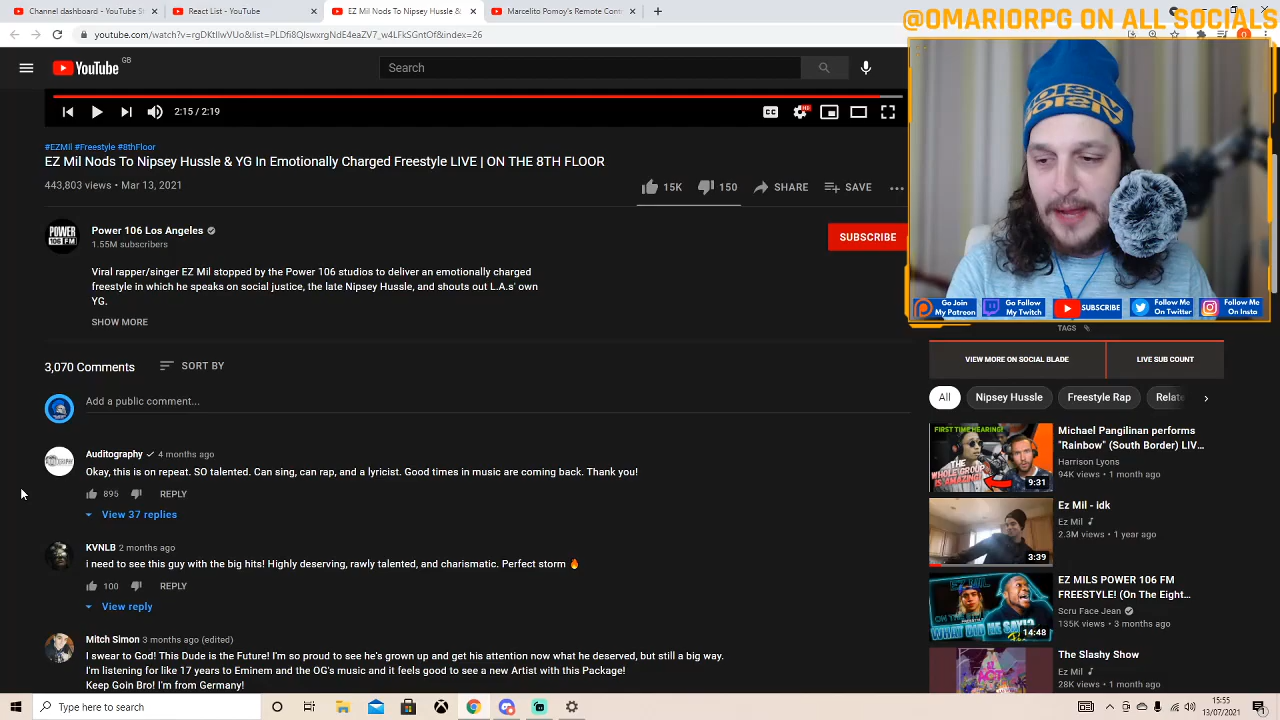 @OMARIORPG ON ALL SOCIALS
Channel dashboard - YouTube S
React List - YouTube
EZ Mil Nods To Nipsey Hussle &
Marcelito Pomoy's Remote Cont
YouTube GB
Search
2:15 / 2:19
CC
HD
#EZMil #Freestyle #8thFloor
EZ Mil Nods To Nipsey Hussle & YG In Emotionally Charged Freestyle LIVE | ON THE 8TH FLOOR
443,803 views • Mar 13, 2021
15K
150
SHARE
SAVE
POWER 106 FM
Power 106 Los Angeles
1.55M subscribers
SUBSCRIBE
Viral rapper/singer EZ Mil stopped by the Power 106 studios to deliver an emotionally charged
freestyle in which he speaks on social justice, the late Nipsey Hussle, and shouts out L.A.s' own
YG.
SHOW MORE
3,070 Comments
SORT BY
Add a public comment...
Auditography 4 months ago
Okay, this is on repeat. SO talented. Can sing, can rap, and a lyricist. Good times in music are coming back. Thank you!
895
REPLY
View 37 replies
KVNLB 2 months ago
i need to see this guy with the big hits! Highly deserving, rawly talented, and charismatic. Perfect storm 🔥
100
REPLY
View reply
Mitch Simon 3 months ago (edited)
I swear to God! This Dude is the Future! I'm so proud to see he's grown up and get his attention now what he deserved, but still a big way.
I'm listening for like 17 years to Eminem and the OG's music and it feels good to see a new Artist with this Package!
Keep Goin Bro! I'm from Germany!
Go Join My Patreon
Go Follow My Twitch
SUBSCRIBE
Follow Me On Twitter
Follow Me On Insta
TAGS
VIEW MORE ON SOCIAL BLADE
LIVE SUB COUNT
All
Nipsey Hussle
Freestyle Rap
Relate
FIRST TIME HEARING!
THE WHOLE GROUP IS AMAZING!
9:31
Michael Pangilinan performs
"Rainbow" (South Border) LIV...
Harrison Lyons
94K views • 1 month ago
3:39
Ez Mil - idk
Ez Mil
2.3M views • 1 year ago
EZ MIL
WHAT DID HE SAY!?
14:48
EZ MILS POWER 106 FM
FREESTYLE! (On The Eight...
Scru Face Jean
135K views • 3 months ago
The Slashy Show
Ez Mil
28K views • 1 month ago
Type here to search
15:55
13/07/2021